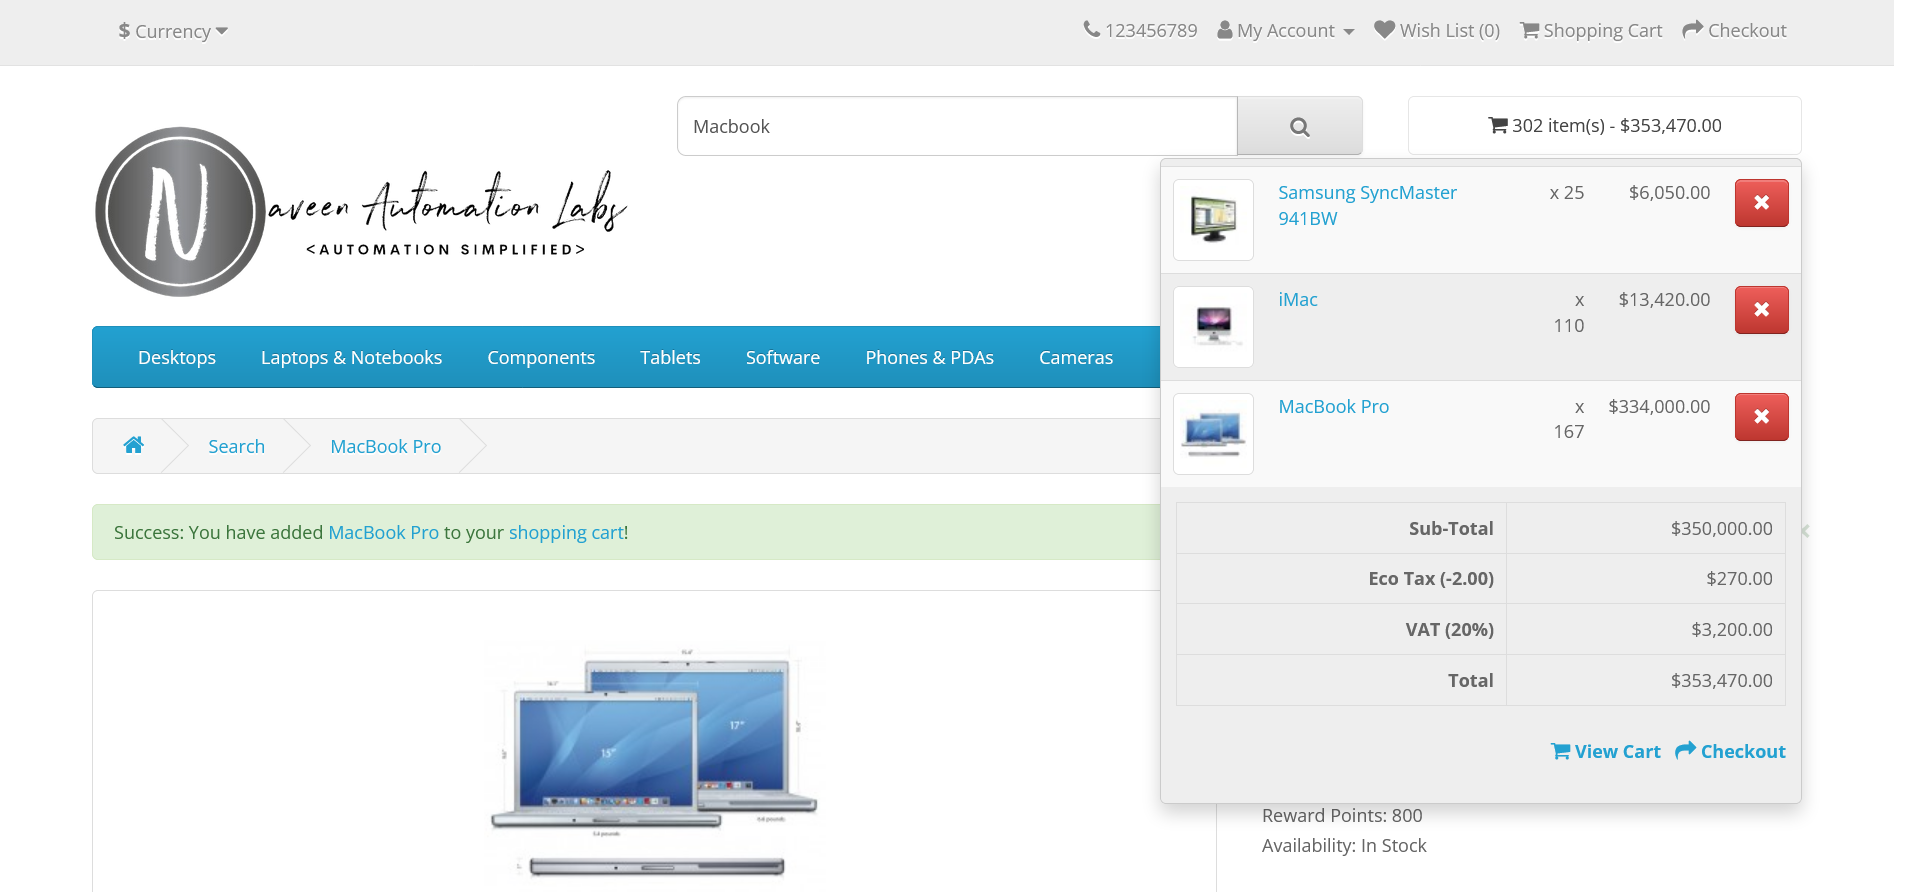 $ Currency
123456789 My Account Wish List (0) Shopping Cart Checkout
Macbook
302 item(s) - $353,470.00
Naveen Automation Labs
<AUTOMATION SIMPLIFIED>
Samsung SyncMaster 941BW x 25 $6,050.00
iMac x 110 $13,420.00
MacBook Pro x 167 $334,000.00
Sub-Total $350,000.00
Eco Tax (-2.00) $270.00
VAT (20%) $3,200.00
Total $353,470.00
View Cart Checkout
Desktops Laptops & Notebooks Components Tablets Software Phones & PDAs Cameras
Search MacBook Pro
Success: You have added MacBook Pro to your shopping cart!
15"
17"
Reward Points: 800
Availability: In Stock